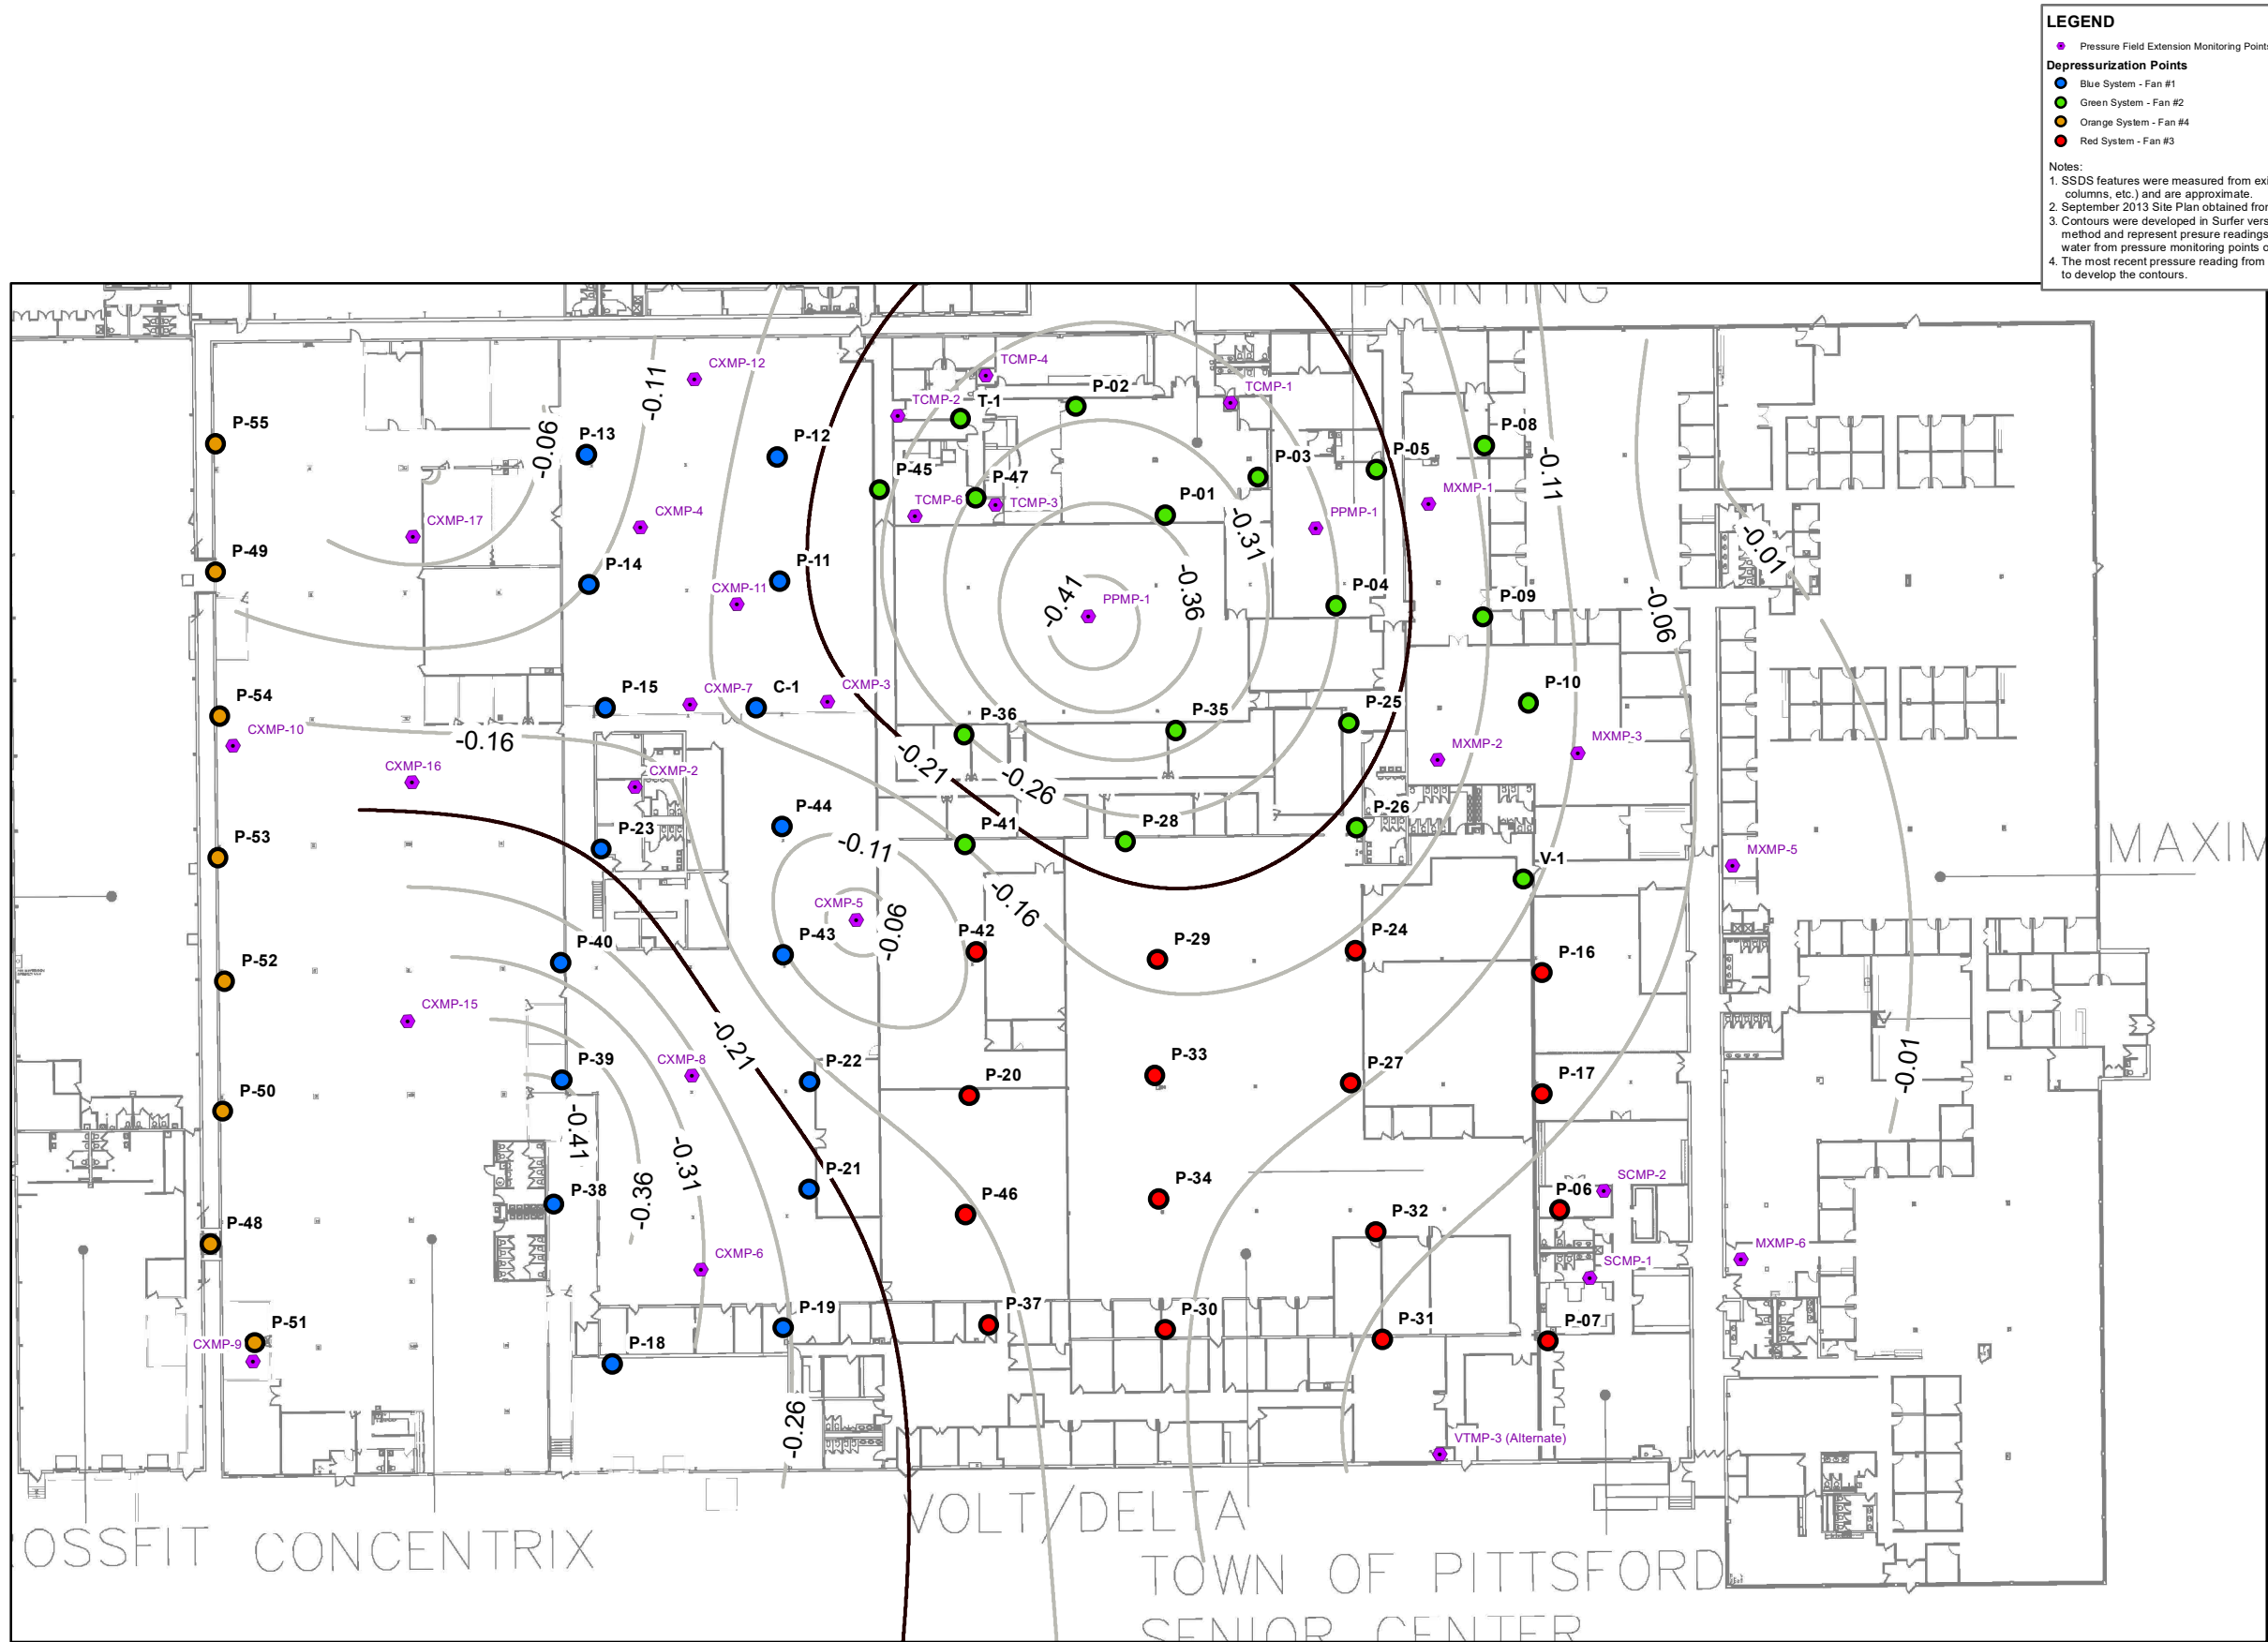 LEGEND
Pressure Field Extension Monitoring Points
Depressurization Points
Blue System - Fan #1
Green System - Fan #2
Orange System - Fan #4
Red System - Fan #3
Notes:
1. SSDS features were measured from exi
columns, etc.) and are approximate.
2. September 2013 Site Plan obtained from
3. Contours were developed in Surfer vers
method and represent presure readings
water from pressure monitoring points o
4. The most recent pressure reading from
to develop the contours.
PRINTING
CXMP-12
TCMP-4
TCMP-1
-0.11
P-02
TCMP-2
T-1
P-55
P-13
P-12
P-08
-0.06
P-45
P-47
P-03
P-05
-0.11
TCMP-6
TCMP-3
P-01
MXMP-1
CXMP-17
CXMP-4
-0.31
PPMP-1
-0.01
P-49
P-14
P-11
CXMP-11
-0.41
PPMP-1
-0.36
P-04
P-09
-0.06
P-54
P-15
CXMP-7
C-1
CXMP-3
P-10
CXMP-10
-0.16
P-36
P-35
P-25
-0.21
MXMP-2
MXMP-3
CXMP-16
CXMP-2
-0.26
P-53
P-23
P-44
P-41
P-28
P-26
-0.11
MAXIM
V-1
MXMP-5
CXMP-5
-0.16
-0.06
P-52
P-40
P-43
P-42
P-29
P-24
P-16
CXMP-15
-0.21
P-39
CXMP-8
P-22
P-33
P-27
-0.01
P-50
P-20
P-17
-0.41
-0.31
P-21
-0.36
P-38
P-46
P-34
SCMP-2
P-06
P-48
P-32
CXMP-6
SCMP-1
MXMP-6
P-51
P-19
P-37
P-30
P-31
P-07
CXMP-9
P-18
-0.26
VTMP-3 (Alternate)
OSSFIT
CONCENTRIX
VOLT/DELTA
TOWN OF PITTSFORD
SENIOR CENTER